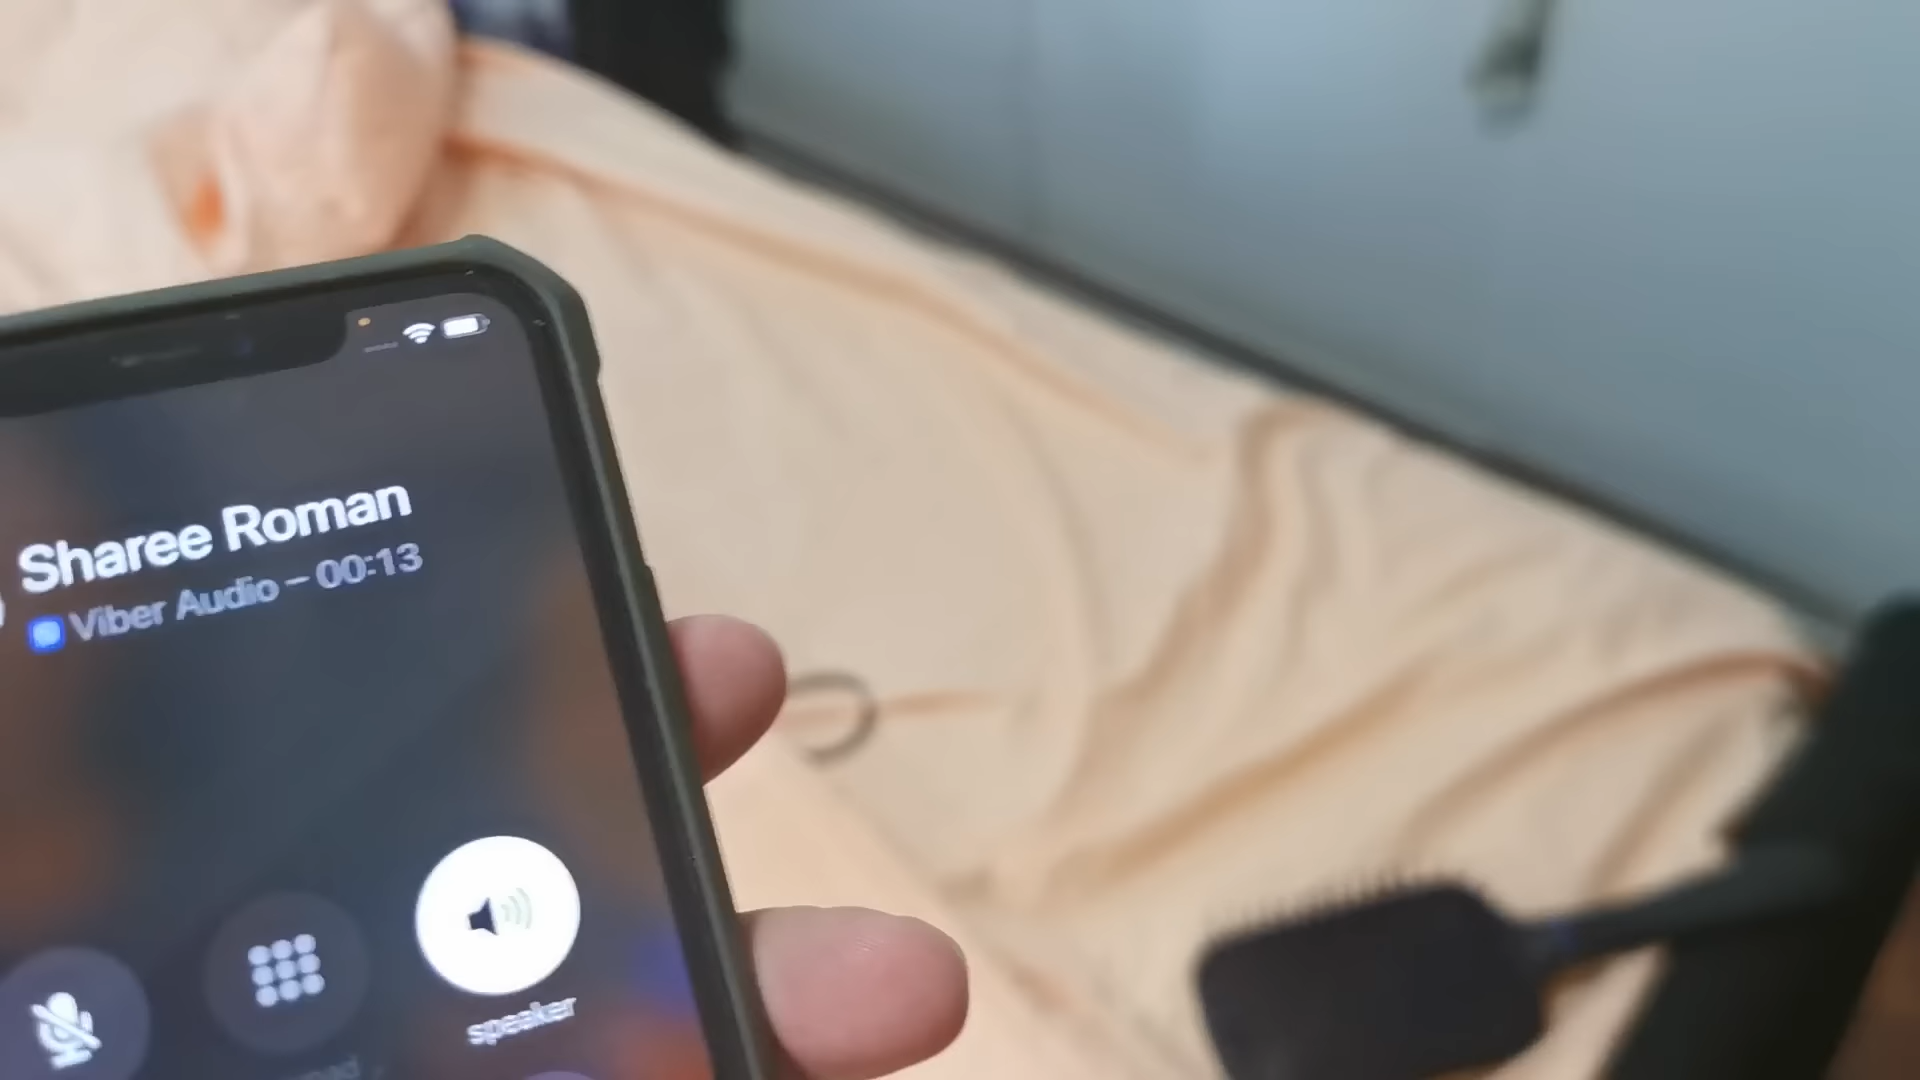 Sharee Roman
Viber Audio – 00:13
speaker